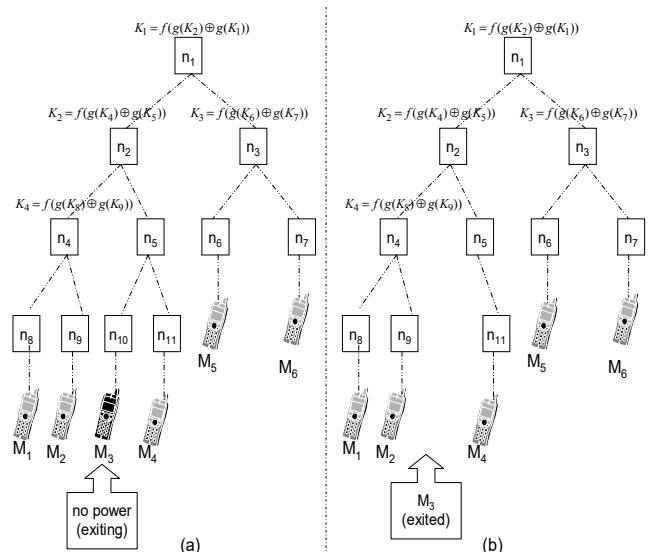 K₁ = f(g(K₂)⊕g(K₁))
n₁
K₂ = f(g(K₄)⊕g(K₅))
K₃ = f(g(K₆)⊕g(K₇))
n₂
n₃
K₄ = f(g(K₈)⊕g(K₉))
n₄
n₅
n₆
n₇
n₈
n₉
n₁₀
n₁₁
M₅
M₆
M₁
M₂
M₃
M₄
no power
(exiting)
(a)
K₁ = f(g(K₂)⊕g(K₁))
n₁
K₂ = f(g(K₄)⊕g(K₅))
K₃ = f(g(K₆)⊕g(K₇))
n₂
n₃
K₄ = f(g(K₈)⊕g(K₉))
n₄
n₅
n₆
n₇
n₈
n₉
n₁₁
M₅
M₆
M₁
M₂
M₄
M₃
(exited)
(b)